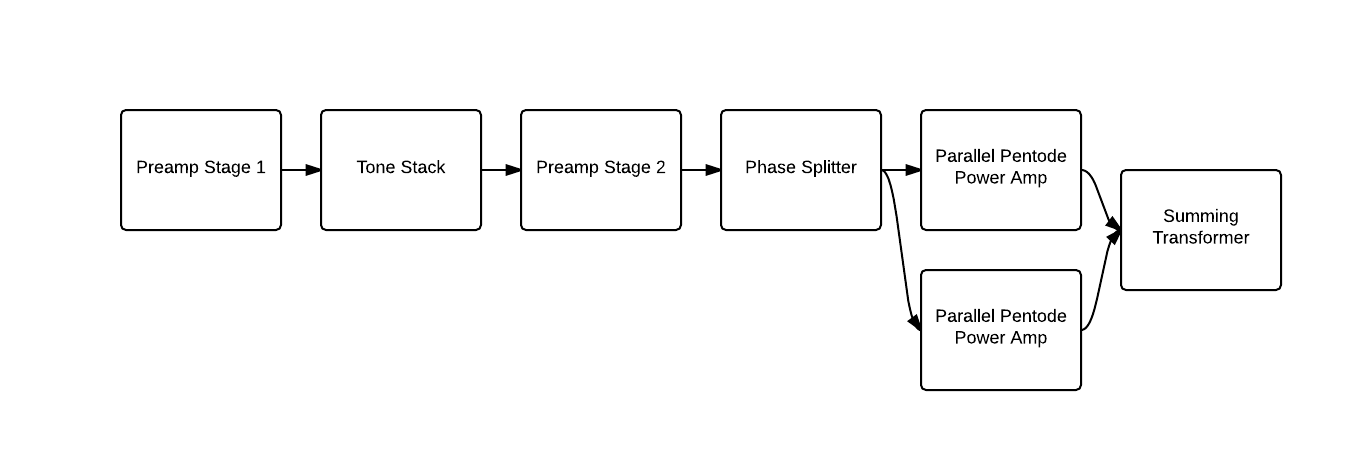 Preamp Stage 1
Tone Stack
Preamp Stage 2
Phase Splitter
Parallel Pentode
Power Amp
Summing
Transformer
Parallel Pentode
Power Amp